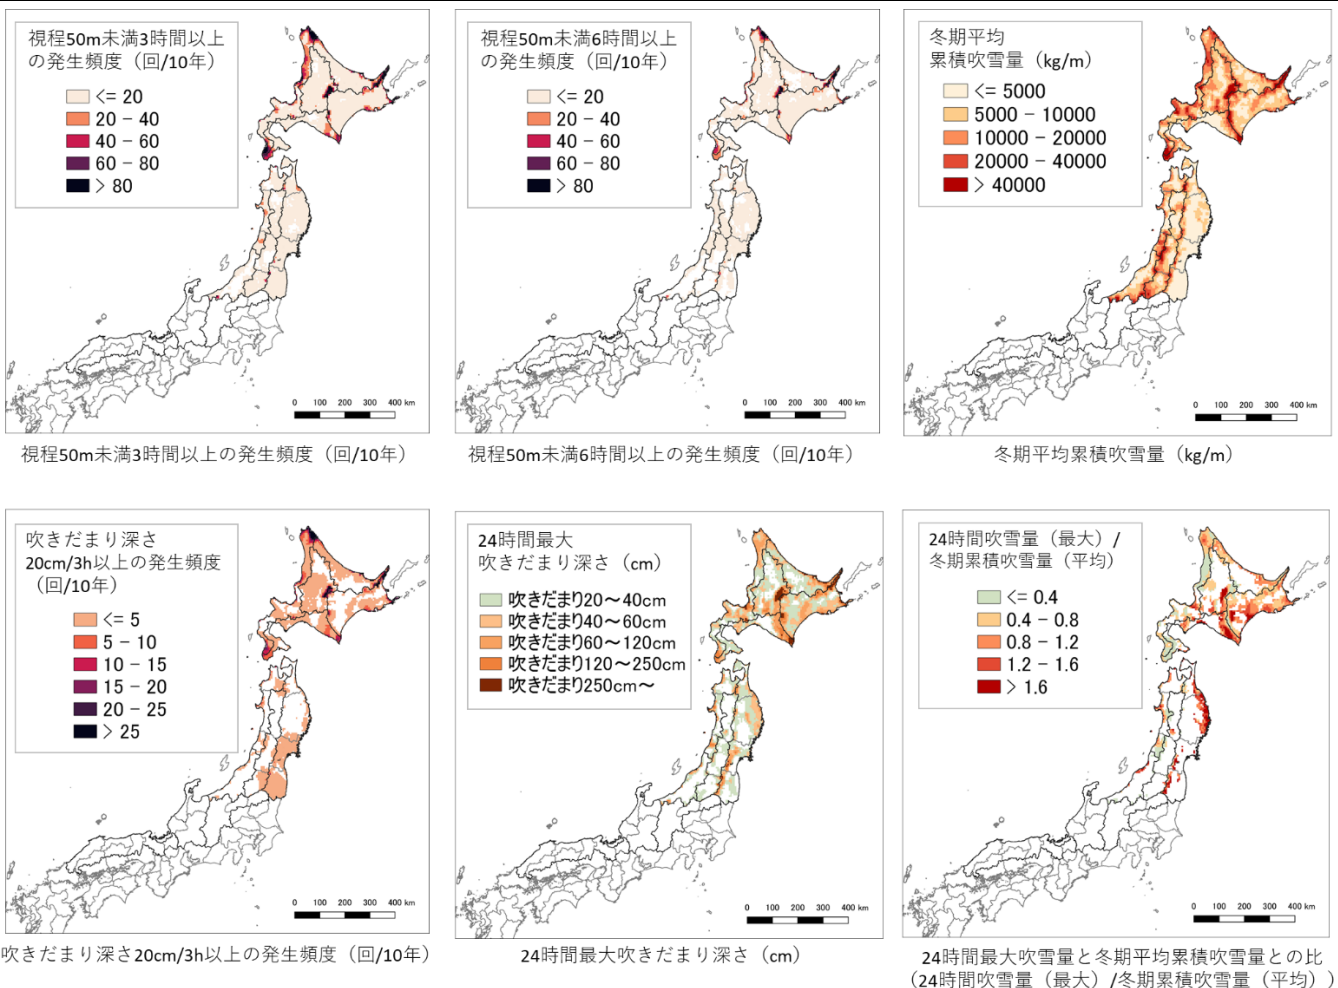 視程50m未満3時間以上
の発生頻度（回/10年）
<= 20
20 − 40
40 − 60
60 − 80
> 80
0 100 200 300 400 km
視程50m未満3時間以上の発生頻度（回/10年）
視程50m未満6時間以上
の発生頻度（回/10年）
<= 20
20 − 40
40 − 60
60 − 80
> 80
0 100 200 300 400 km
視程50m未満6時間以上の発生頻度（回/10年）
冬期平均
累積吹雪量（kg/m）
<= 5000
5000 − 10000
10000 − 20000
20000 − 40000
> 40000
0 100 200 300 400 km
冬期平均累積吹雪量（kg/m）
吹きだまり深さ
20cm/3h以上の発生頻度
（回/10年）
<= 5
5 − 10
10 − 15
15 − 20
20 − 25
> 25
0 100 200 300 400 km
吹きだまり深さ20cm/3h以上の発生頻度（回/10年）
24時間最大
吹きだまり深さ（cm）
吹きだまり20～40cm
吹きだまり40～60cm
吹きだまり60～120cm
吹きだまり120～250cm
吹きだまり250cm～
0 100 200 300 400 km
24時間最大吹きだまり深さ（cm）
24時間吹雪量（最大）/
冬期累積吹雪量（平均）
<= 0.4
0.4 − 0.8
0.8 − 1.2
1.2 − 1.6
> 1.6
0 100 200 300 400 km
24時間最大吹雪量と冬期平均累積吹雪量との比
（24時間吹雪量（最大）/冬期累積吹雪量（平均））